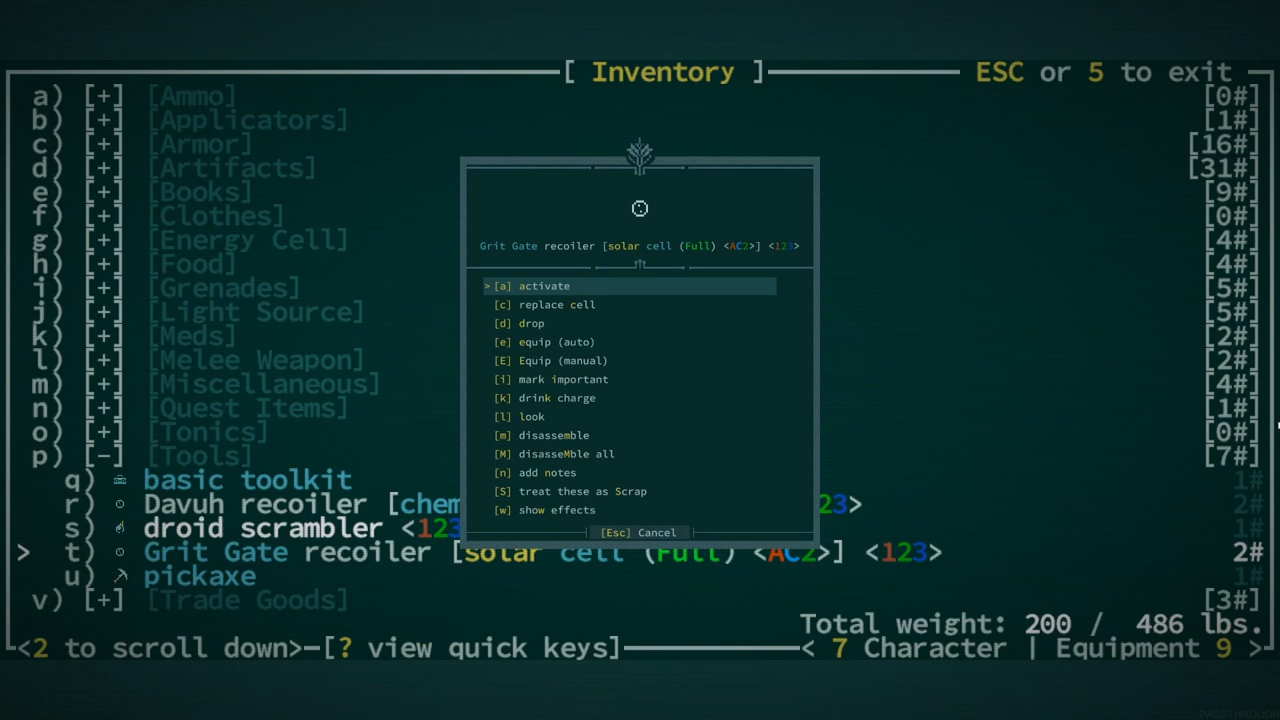 [ Inventory ] ESC or 5 to exit
a) [+] [Ammo] [0#]
b) [+] [Applicators] [1#]
c) [+] [Armor] [16#]
d) [+] [Artifacts] [31#]
e) [+] [Books] [9#]
f) [+] [Clothes] [0#]
g) [+] [Energy Cell] [4#]
h) [+] [Food] [4#]
i) [+] [Grenades] [5#]
j) [+] [Light Source] [5#]
k) [+] [Meds] [2#]
l) [+] [Melee Weapon] [2#]
m) [+] [Miscellaneous] [4#]
n) [+] [Quest Items] [1#]
o) [+] [Tonics] [0#]
p) [-] [Tools] [7#]
q) basic toolkit 1#
r) Davuh recoiler [chem 23> 2#
s) droid scrambler <123 1#
> t) Grit Gate recoiler [solar cell (Full) <AC2>] <123> 2#
u) pickaxe 1#
v) [+] [Trade Goods] [3#]
Total weight: 200 / 486 lbs.
<2 to scroll down> [? view quick keys] < 7 Character | Equipment 9 >
Grit Gate recoiler [solar cell (Full) <AC2>] <123>
> [a] activate
[c] replace cell
[d] drop
[e] equip (auto)
[E] Equip (manual)
[i] mark important
[k] drink charge
[l] look
[m] disassemble
[M] disasseMble all
[n] add notes
[S] treat these as Scrap
[w] show effects
[Esc] Cancel